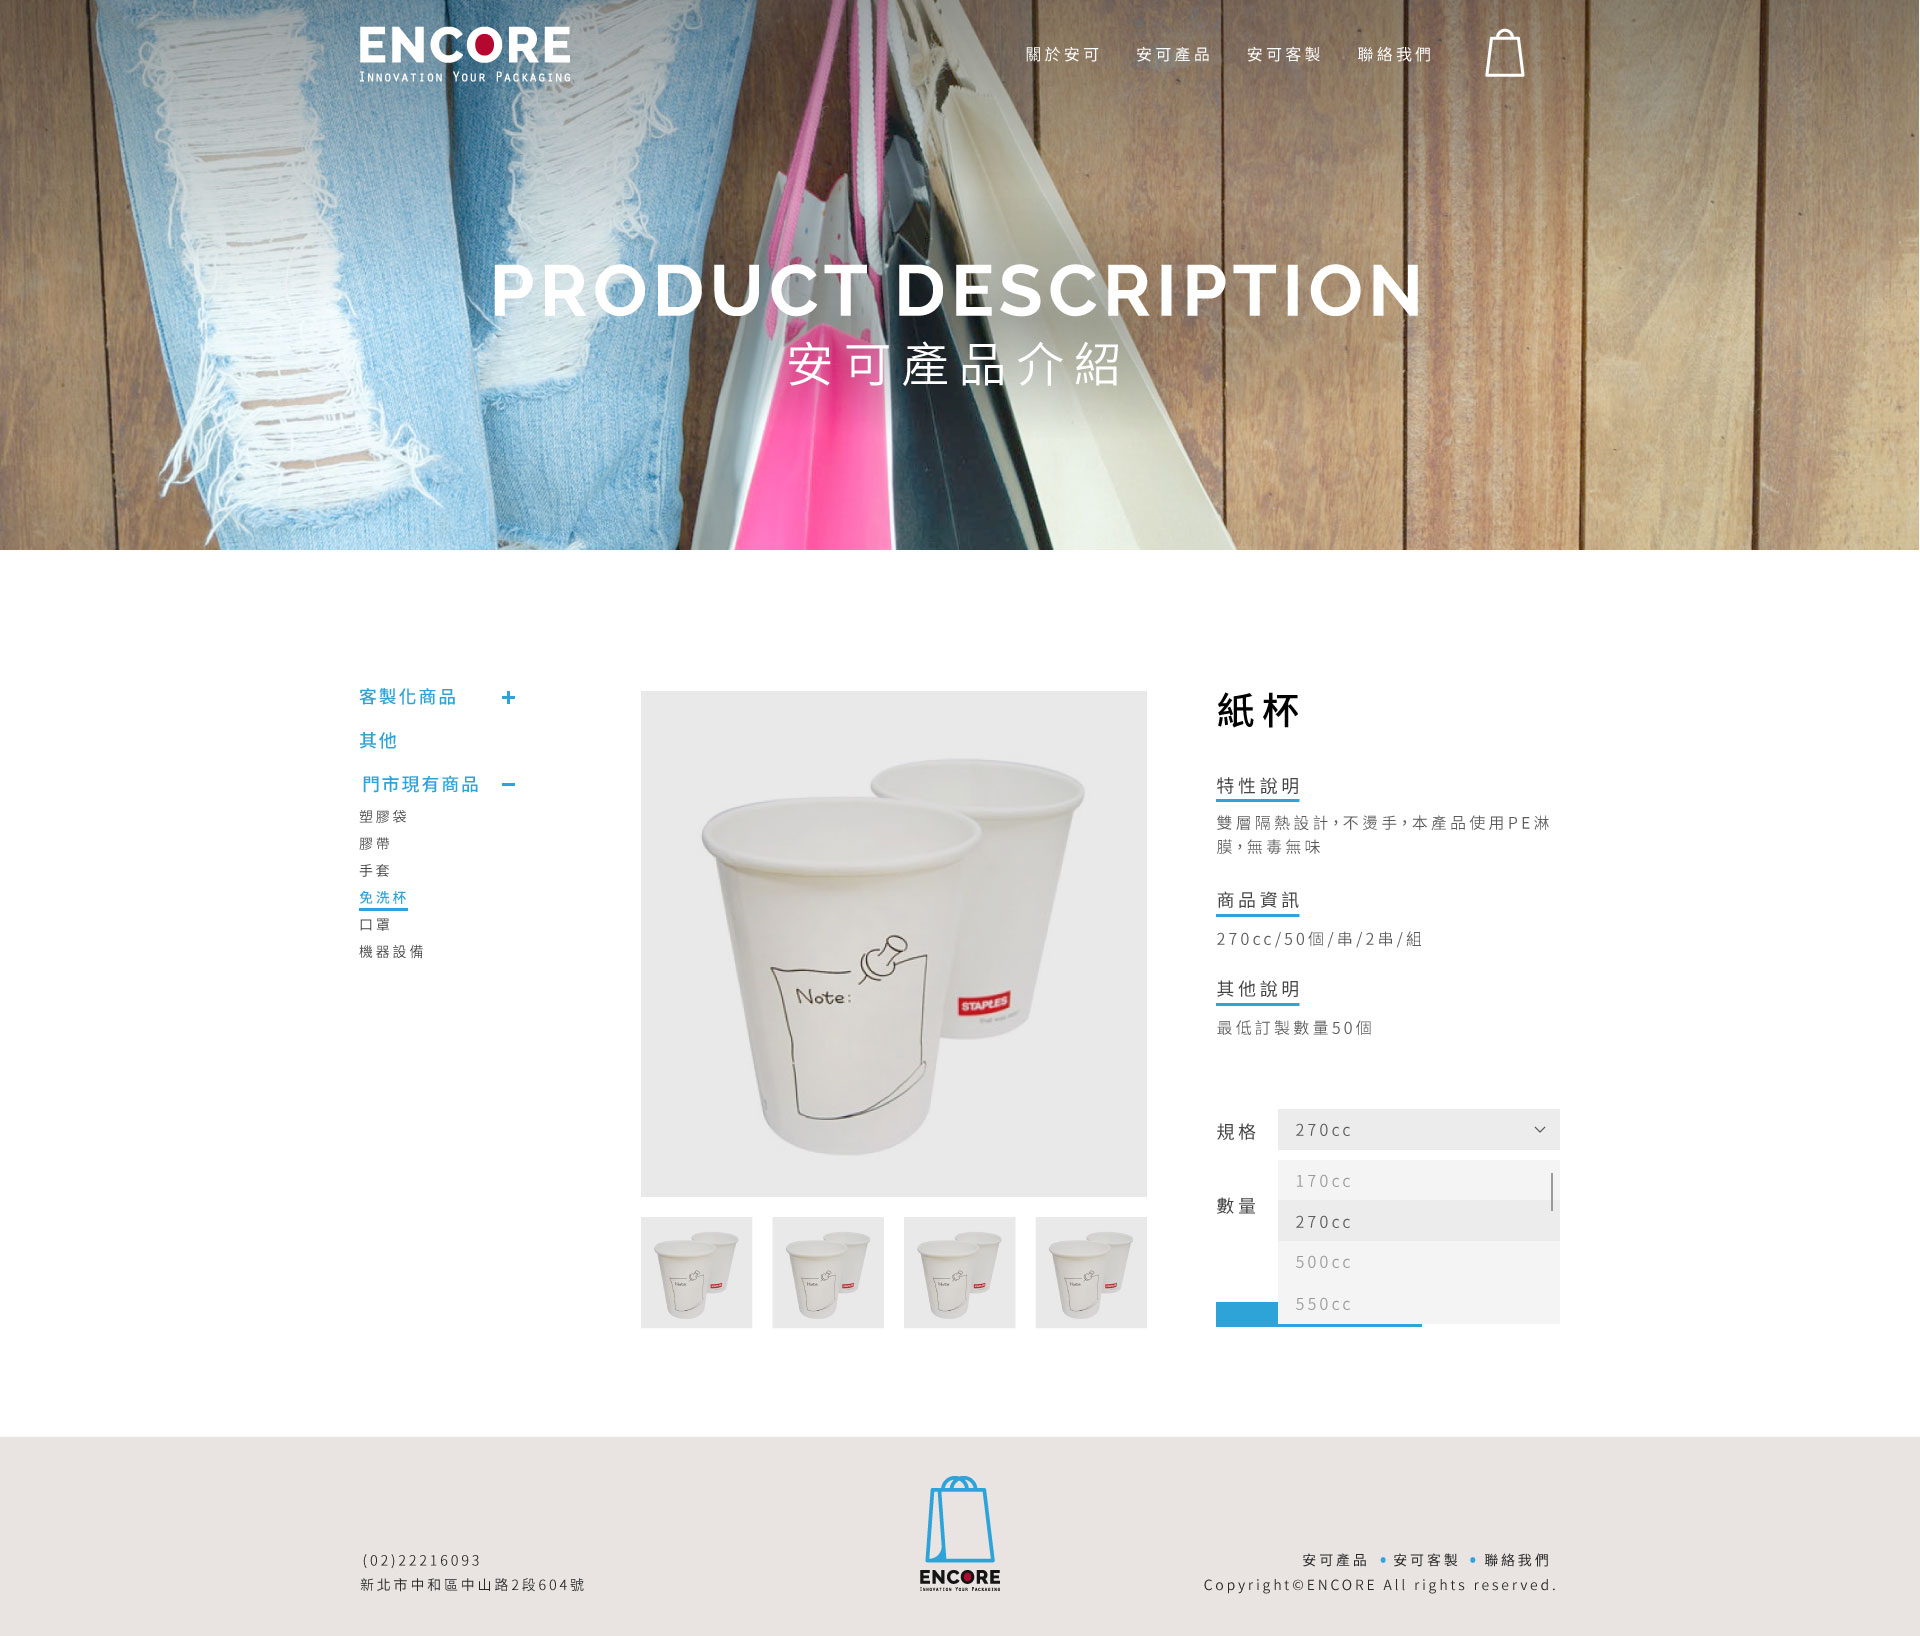 ENCORE
INNOVATION YOUR PACKAGING
關於安可 安可產品 安可客製 聯絡我們
PRODUCT DESCRIPTION
安可產品介紹
客製化商品 +
其他
門市現有商品 −
塑膠袋
膠帶
手套
免洗杯
口罩
機器設備
Note:
STAPLES
紙杯
特性說明
雙層隔熱設計，不燙手，本產品使用PE淋
膜，無毒無味
商品資訊
270cc/50個/串/2串/組
其他說明
最低訂製數量50個
規格 270cc
170cc
數量
270cc
500cc
550cc
(02)22216093
新北市中和區中山路2段604號
ENCORE
INNOVATION YOUR PACKAGING
安可產品 • 安可客製 • 聯絡我們
Copyright©ENCORE All rights reserved.